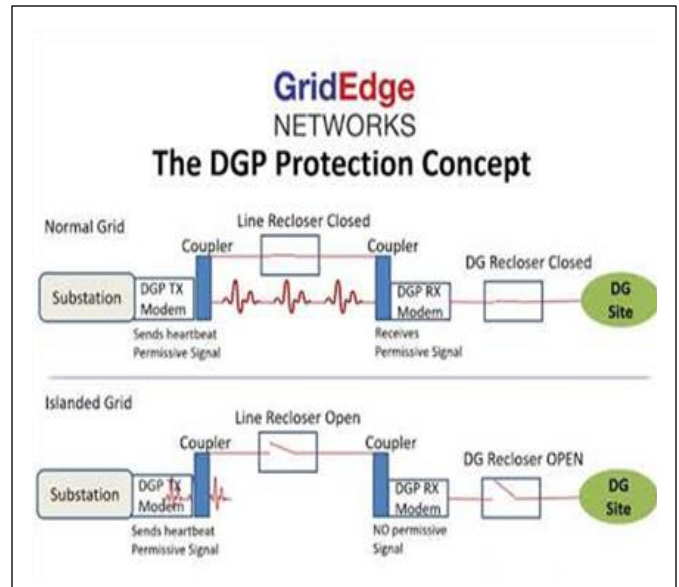 GridEdge
NETWORKS
The DGP Protection Concept
Normal Grid
Line Recloser Closed
Coupler
Coupler
DG Recloser Closed
Substation
DGP TX
Modem
DGP RX
Modem
DG
Site
Sends heartbeat
Permissive Signal
Receives
Permissive Signal
Islanded Grid
Line Recloser Open
Coupler
Coupler
DG Recloser OPEN
Substation
DGP TX
Modem
DGP RX
Modem
DG
Site
Sends heartbeat
Permissive Signal
NO permissive
Signal